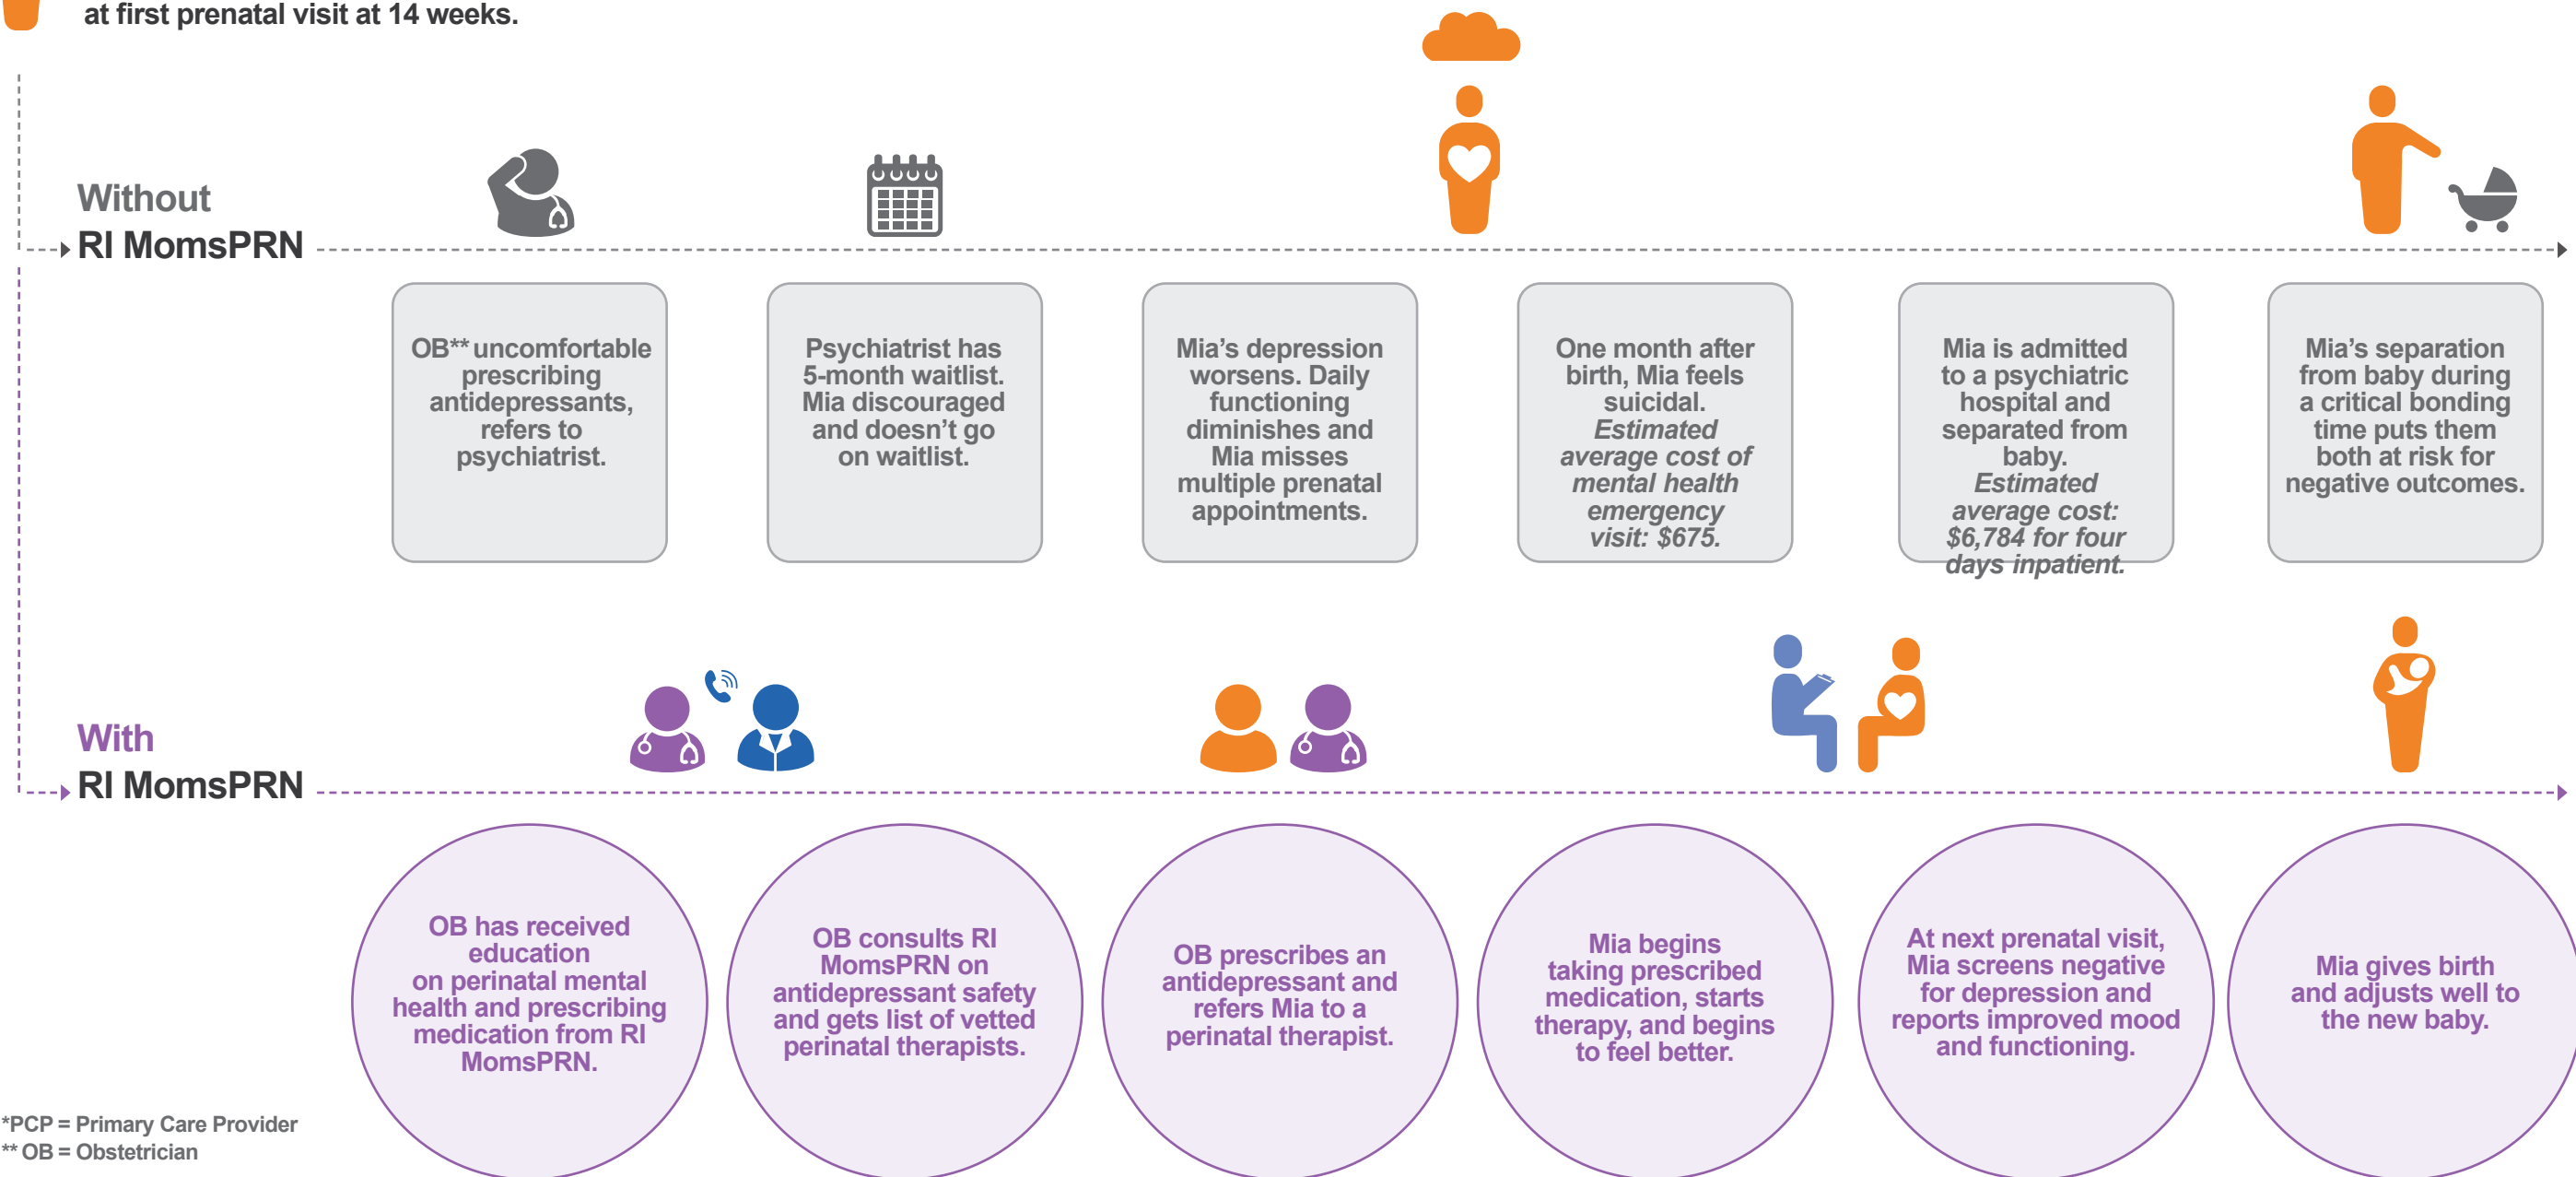 at first prenatal visit at 14 weeks.
Without
RI MomsPRN
OB** uncomfortable
prescribing
antidepressants,
refers to
psychiatrist.
Psychiatrist has
5-month waitlist.
Mia discouraged
and doesn’t go
on waitlist.
Mia’s depression
worsens. Daily
functioning
diminishes and
Mia misses
multiple prenatal
appointments.
One month after
birth, Mia feels
suicidal.
Estimated
average cost of
mental health
emergency
visit: $675.
Mia is admitted
to a psychiatric
hospital and
separated from
baby.
Estimated
average cost:
$6,784 for four
days inpatient.
Mia’s separation
from baby during
a critical bonding
time puts them
both at risk for
negative outcomes.
With
RI MomsPRN
OB has received
education
on perinatal mental
health and prescribing
medication from RI
MomsPRN.
OB consults RI
MomsPRN on
antidepressant safety
and gets list of vetted
perinatal therapists.
OB prescribes an
antidepressant and
refers Mia to a
perinatal therapist.
Mia begins
taking prescribed
medication, starts
therapy, and begins
to feel better.
At next prenatal visit,
Mia screens negative
for depression and
reports improved mood
and functioning.
Mia gives birth
and adjusts well to
the new baby.
*PCP = Primary Care Provider
** OB = Obstetrician